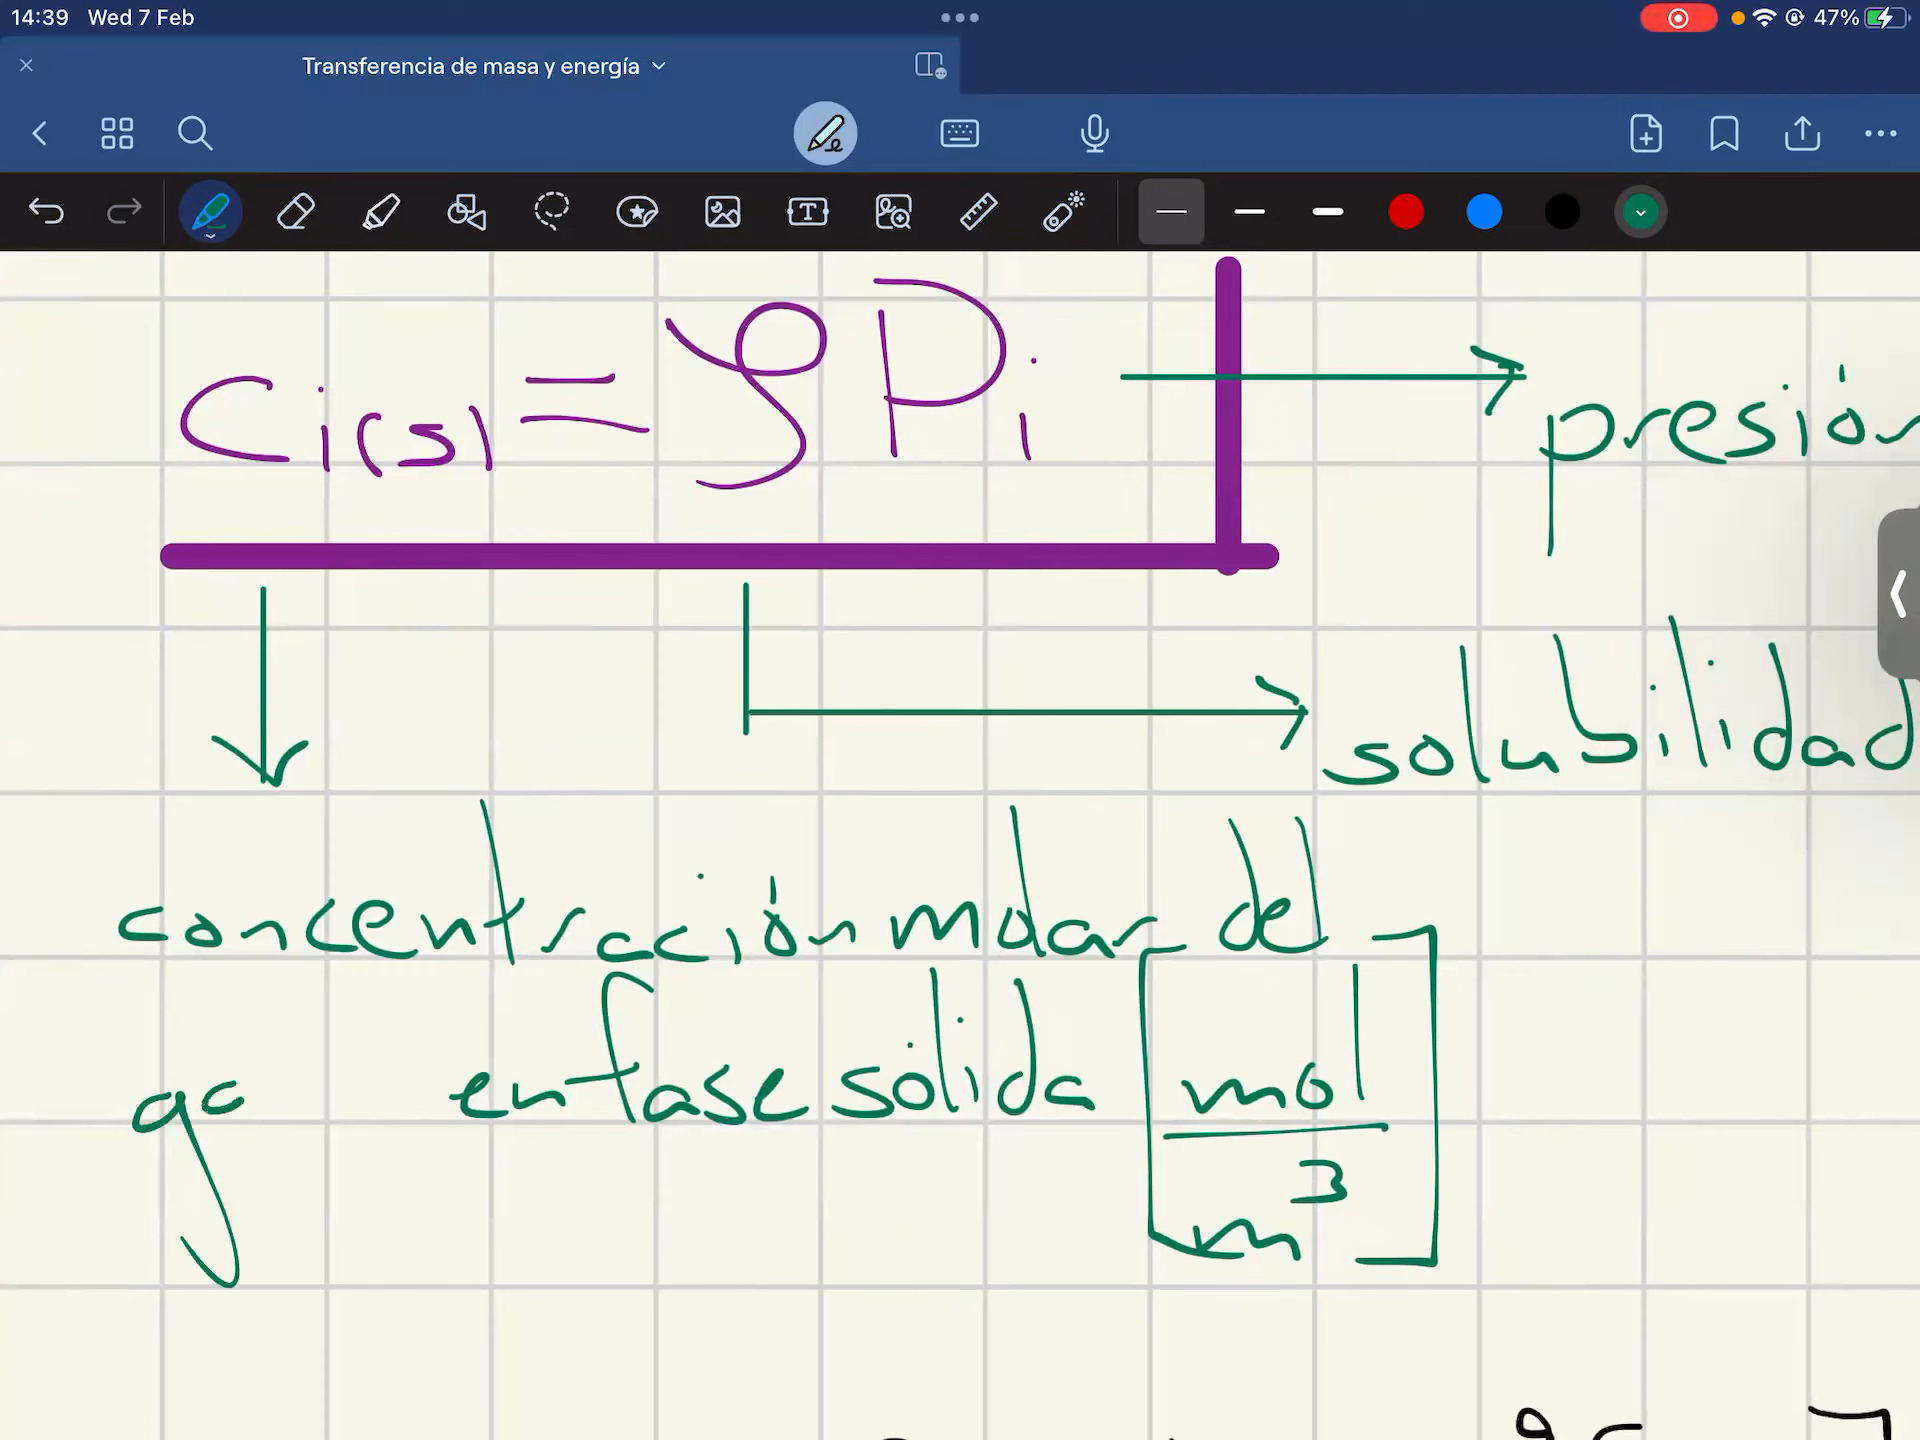 14:39 Wed 7 Feb
47%
Transferencia de masa y energía
Ci(s) = S Pi
presión
solubilidad
concentración molar del
ga en fase sólida [mol
m³]